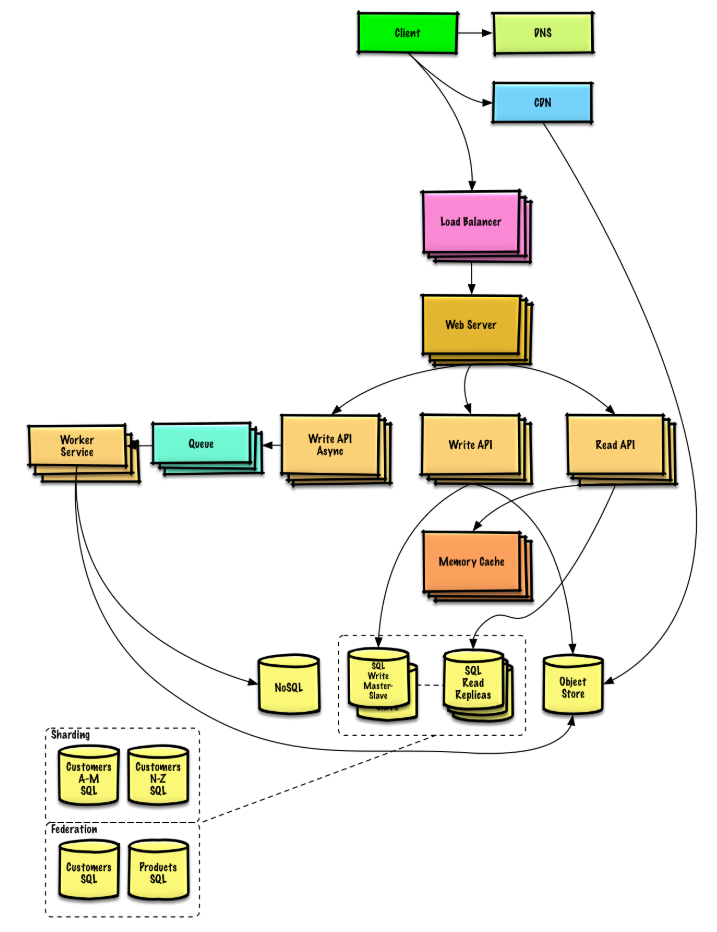 Client
DNS
CDN
Load Balancer
Web Server
Worker
Service
Queue
Write API
Async
Write API
Read API
Memory Cache
NoSQL
SQL
Write
Master-
Slave
SQL
Read
Replicas
Object
Store
Sharding
Customers
A-M
SQL
Customers
N-Z
SQL
Federation
Customers
SQL
Products
SQL